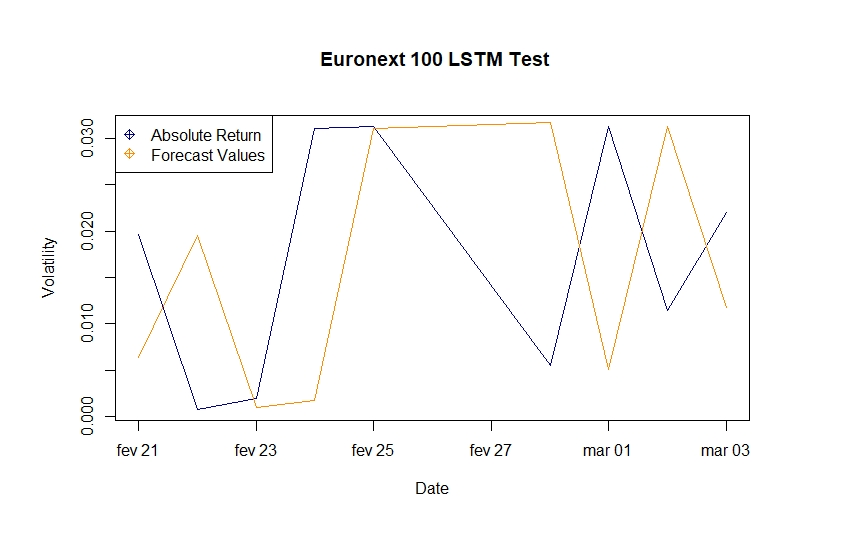 Euronext 100 LSTM Test
Absolute Return
Forecast Values
0.030
0.020
0.010
0.000
Volatility
fev 21 fev 23 fev 25 fev 27 mar 01 mar 03
Date